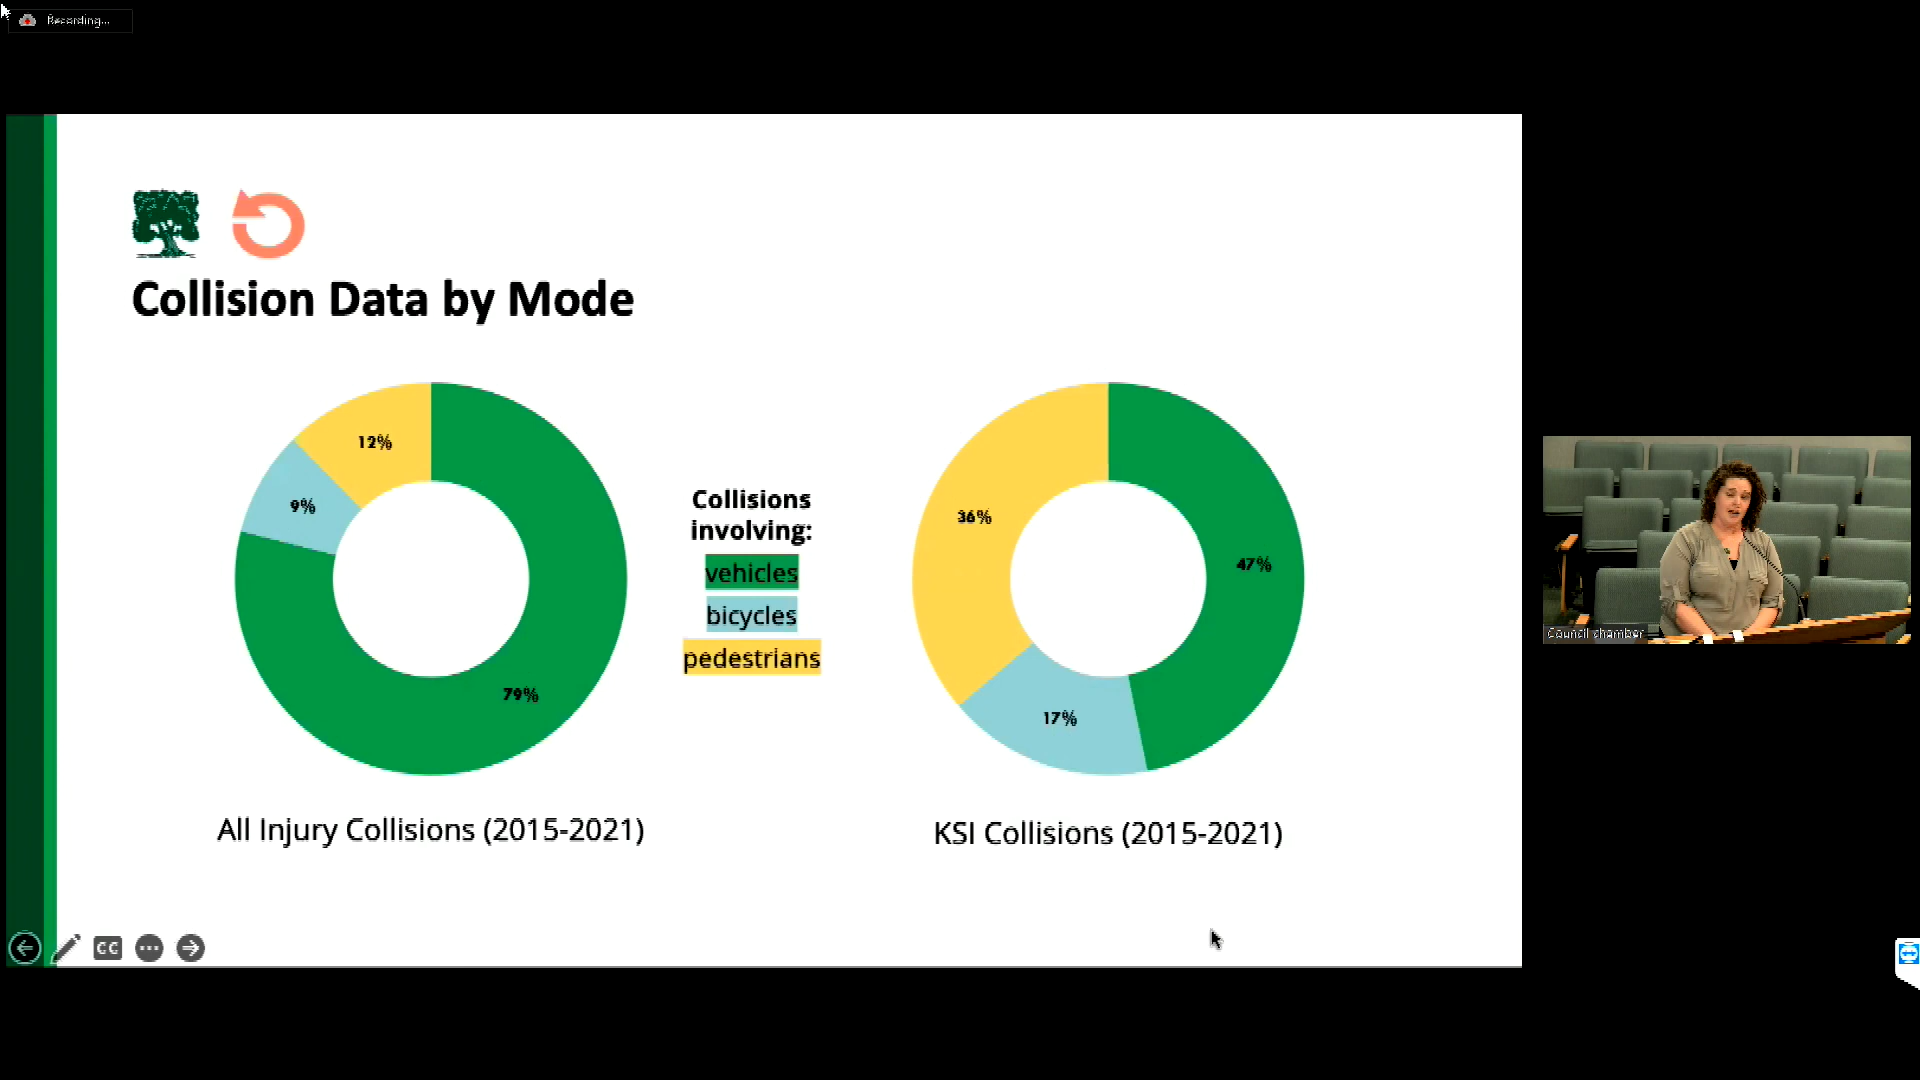 Recording...
Collision Data by Mode
12%
9%
79%
Collisions
involving:
vehicles
bicycles
pedestrians
36%
47%
17%
All Injury Collisions (2015-2021)
KSI Collisions (2015-2021)
CC
Council chamber